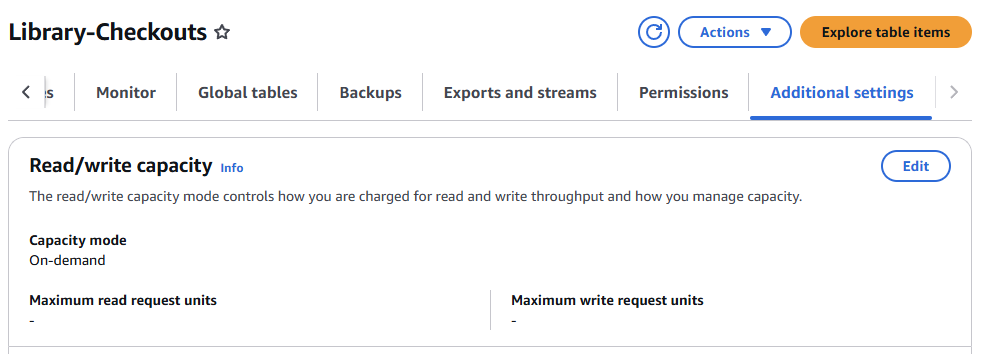 Library-Checkouts
Actions
Explore table items
Monitor
Global tables
Backups
Exports and streams
Permissions
Additional settings
Read/write capacity Info
Edit
The read/write capacity mode controls how you are charged for read and write throughput and how you manage capacity.
Capacity mode
On-demand
Maximum read request units
-
Maximum write request units
-